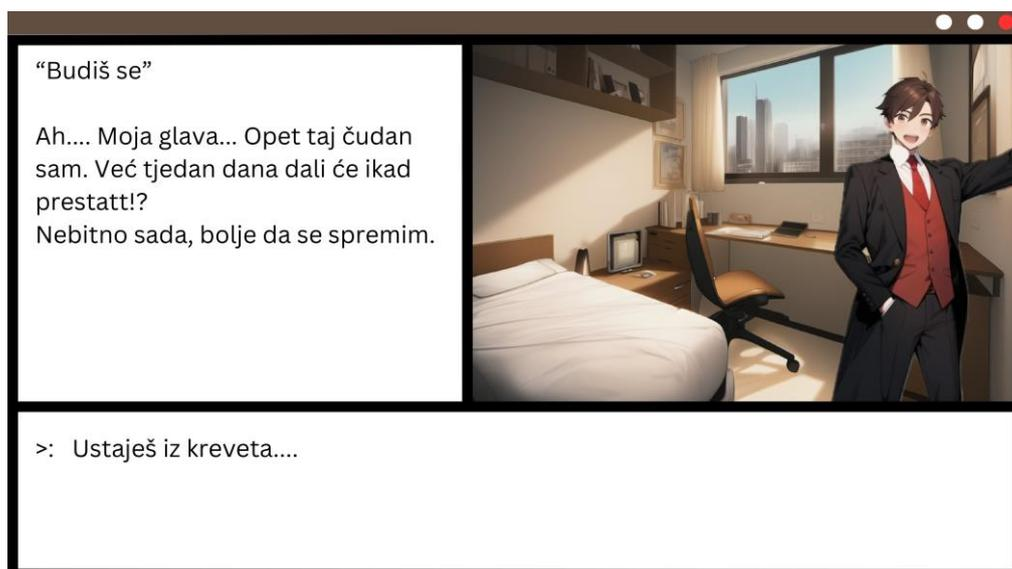 “Budiš se”
Ah.... Moja glava... Opet taj čudan
sam. Već tjedan dana dali će ikad
prestatt!?
Nebitno sada, bolje da se spremim.
>: Ustaješ iz kreveta....